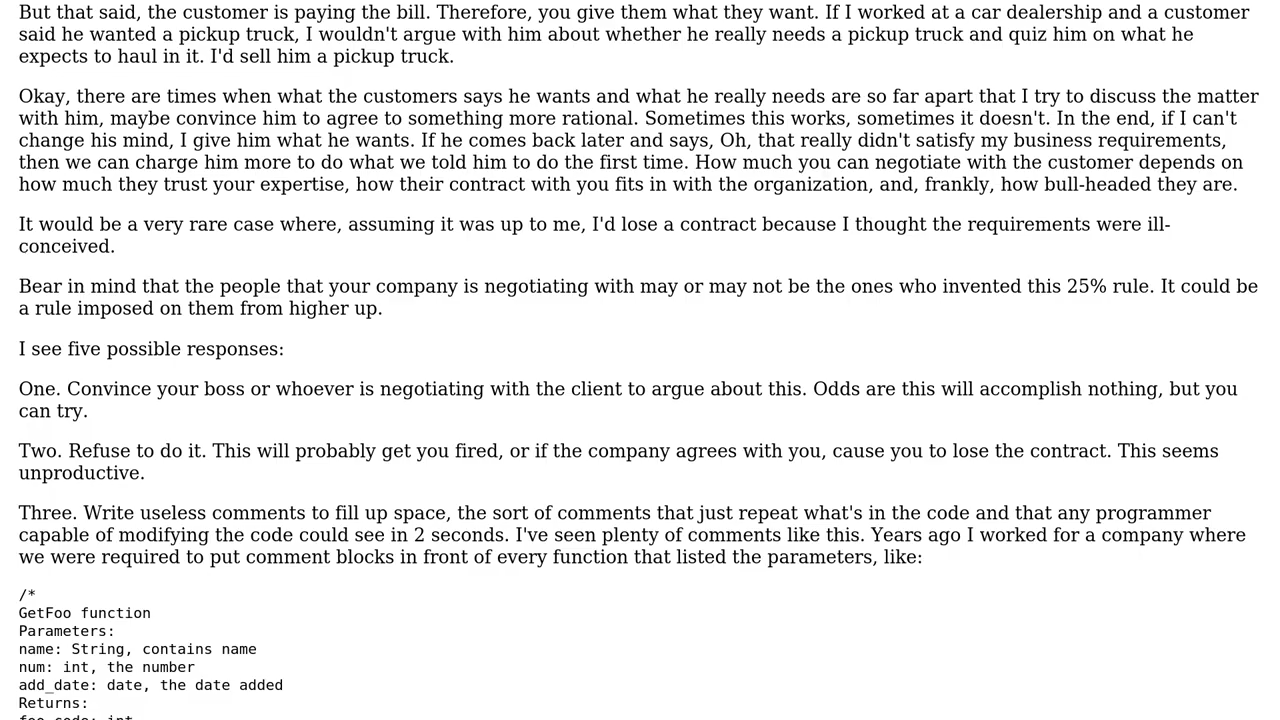 But that said, the customer is paying the bill. Therefore, you give them what they want. If I worked at a car dealership and a customer
said he wanted a pickup truck, I wouldn't argue with him about whether he really needs a pickup truck and quiz him on what he
expects to haul in it. I'd sell him a pickup truck.
Okay, there are times when what the customers says he wants and what he really needs are so far apart that I try to discuss the matter
with him, maybe convince him to agree to something more rational. Sometimes this works, sometimes it doesn't. In the end, if I can't
change his mind, I give him what he wants. If he comes back later and says, Oh, that really didn't satisfy my business requirements,
then we can charge him more to do what we told him to do the first time. How much you can negotiate with the customer depends on
how much they trust your expertise, how their contract with you fits in with the organization, and, frankly, how bull-headed they are.
It would be a very rare case where, assuming it was up to me, I'd lose a contract because I thought the requirements were ill-
conceived.
Bear in mind that the people that your company is negotiating with may or may not be the ones who invented this 25% rule. It could be
a rule imposed on them from higher up.
I see five possible responses:
One. Convince your boss or whoever is negotiating with the client to argue about this. Odds are this will accomplish nothing, but you
can try.
Two. Refuse to do it. This will probably get you fired, or if the company agrees with you, cause you to lose the contract. This seems
unproductive.
Three. Write useless comments to fill up space, the sort of comments that just repeat what's in the code and that any programmer
capable of modifying the code could see in 2 seconds. I've seen plenty of comments like this. Years ago I worked for a company where
we were required to put comment blocks in front of every function that listed the parameters, like:
/*
GetFoo function
Parameters:
name: String, contains name
num: int, the number
add_date: date, the date added
Returns:
foo_code: int